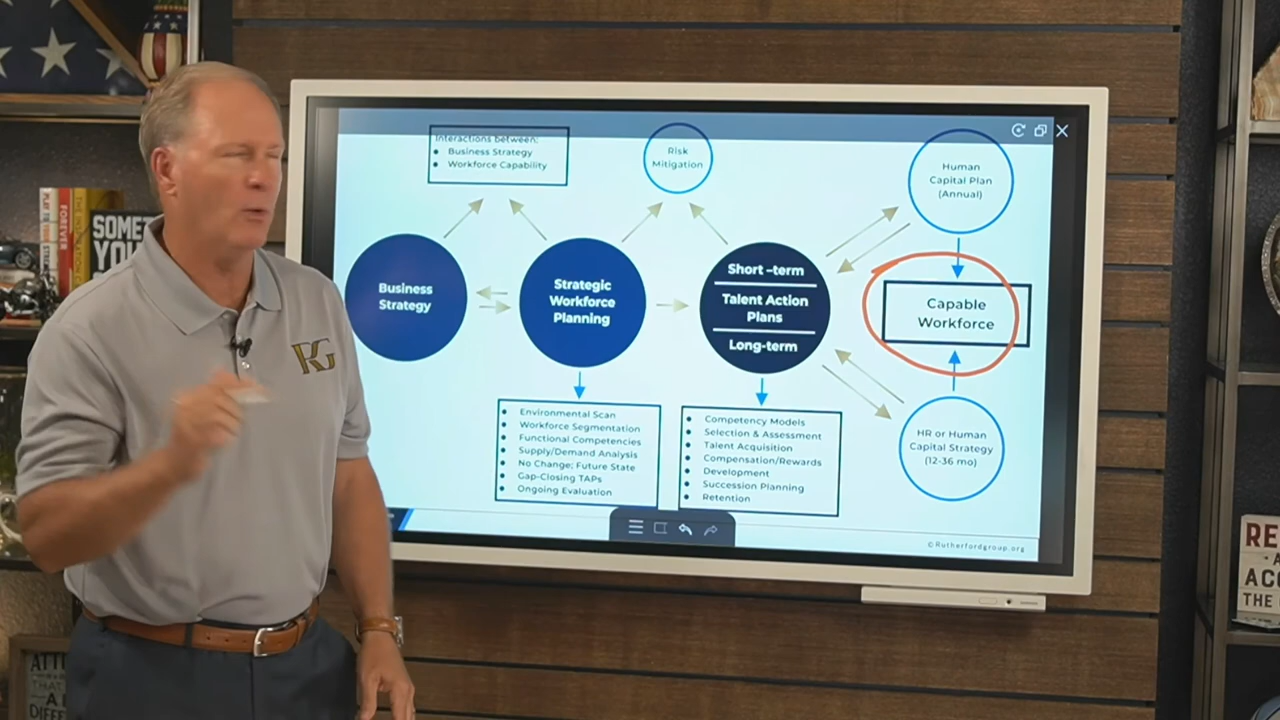 Interactions between:
Business Strategy
Workforce Capability
Risk
Mitigation
Human
Capital Plan
(Annual)
Business
Strategy
Strategic
Workforce
Planning
Short –term
Talent Action
Plans
Long-term
Capable
Workforce
Environmental Scan
Workforce Segmentation
Functional Competencies
Supply/Demand Analysis
No Change; Future State
Gap-Closing TAPs
Ongoing Evaluation
Competency Models
Selection & Assessment
Talent Acquisition
Compensation/Rewards
Development
Succession Planning
Retention
HR or Human
Capital Strategy
(12-36 mo)
©Rutherfordgroup.org
RG
FOREVER
SOMET
YOU
RE
ACC
THE
ATTI
THAT
A
DIFFE